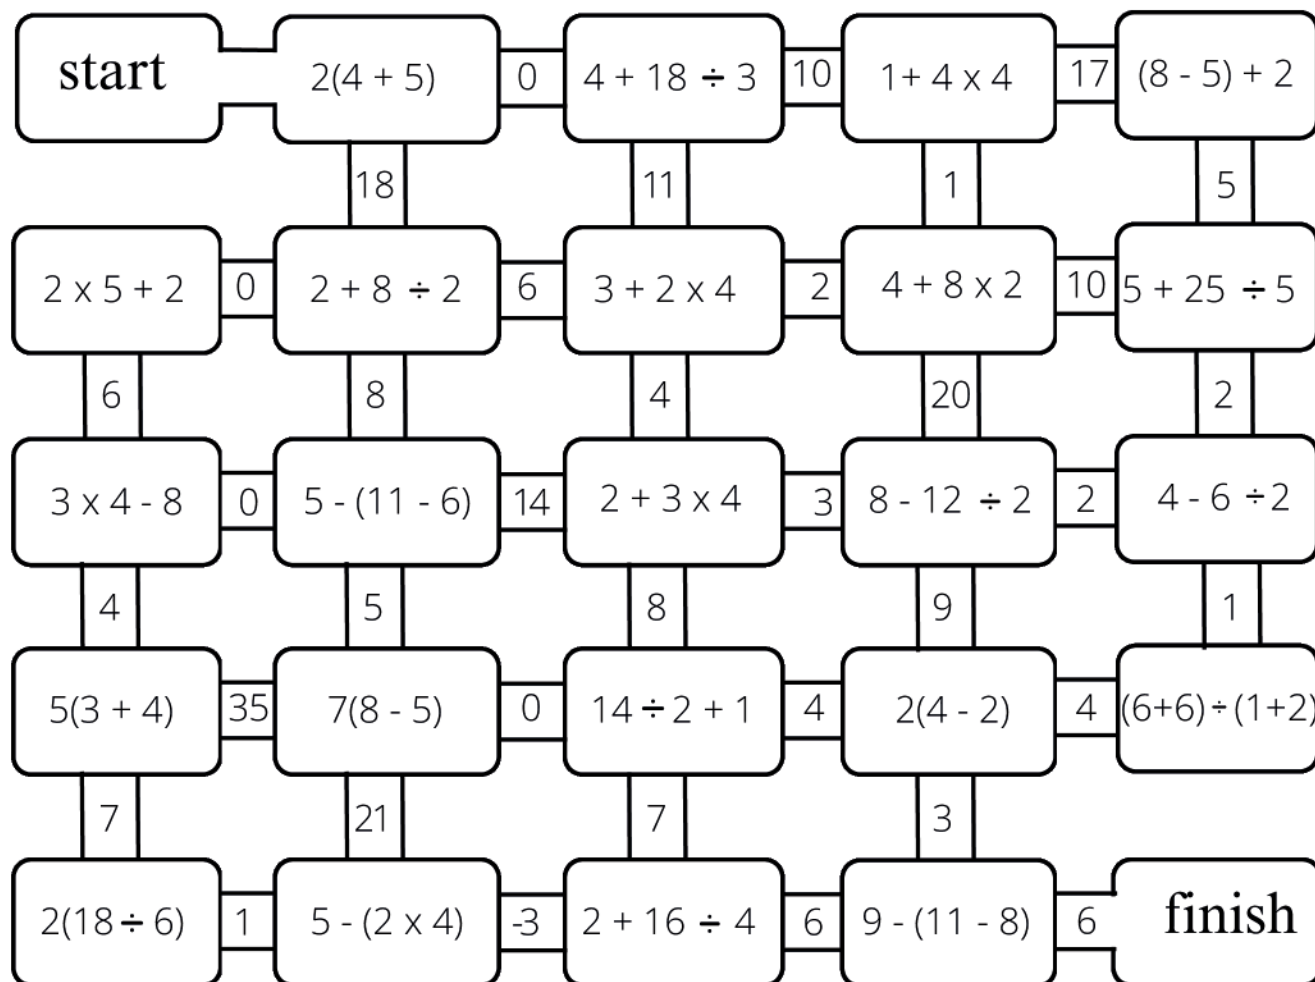 start 2(4 + 5) 0 4 + 18 ÷ 3 10 1+ 4 x 4 17 (8 - 5) + 2
18 11 1 5
2 x 5 + 2 0 2 + 8 ÷ 2 6 3 + 2 x 4 2 4 + 8 x 2 10 5 + 25 ÷ 5
6 8 4 20 2
3 x 4 - 8 0 5 - (11 - 6) 14 2 + 3 x 4 3 8 - 12 ÷ 2 2 4 - 6 ÷2
4 5 8 9 1
5(3 + 4) 35 7(8 - 5) 0 14 ÷ 2 + 1 4 2(4 - 2) 4 (6+6)÷(1+2)
7 21 7 3
2(18 ÷ 6) 1 5 - (2 x 4) -3 2 + 16 ÷ 4 6 9 - (11 - 8) 6 finish